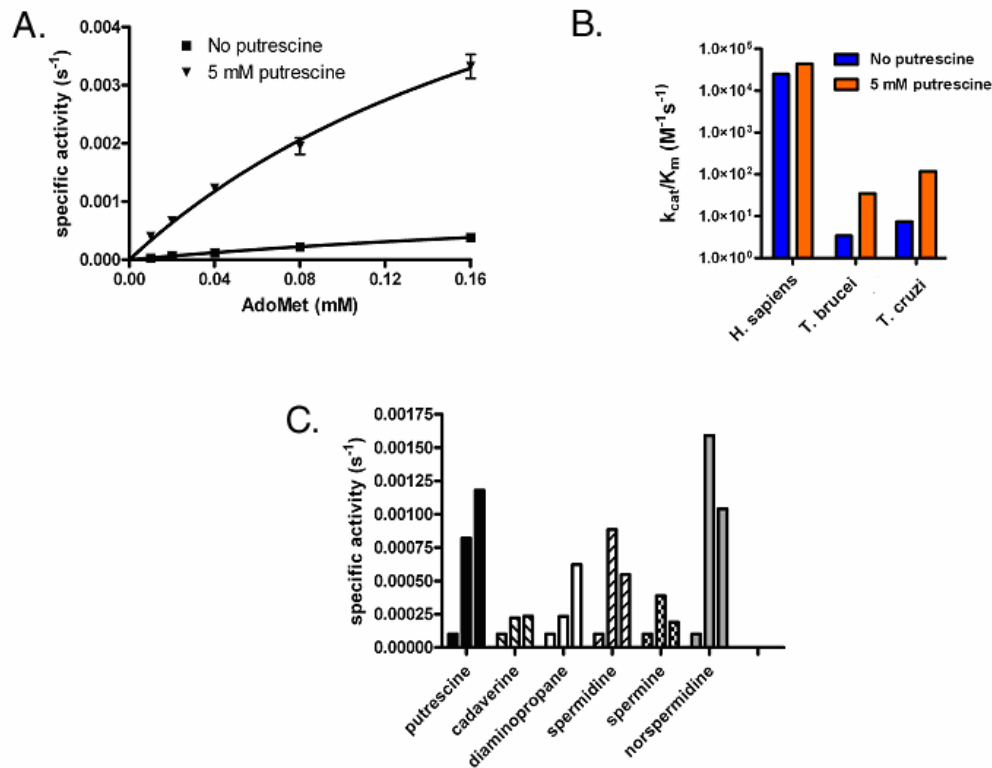 A.
specific activity (s⁻¹)
0.004
0.003
0.002
0.001
0.000
No putrescine
5 mM putrescine
0.00 0.04 0.08 0.12 0.16
AdoMet (mM)
B.
kcat/Km (M⁻¹s⁻¹)
1.0×10⁵
1.0×10⁴
1.0×10³
1.0×10²
1.0×10¹
1.0×10⁰
No putrescine
5 mM putrescine
H. sapiens
T. brucei
T. cruzi
C.
specific activity (s⁻¹)
0.00175
0.00150
0.00125
0.00100
0.00075
0.00050
0.00025
0.00000
putrescine
cadaverine
diaminopropane
spermidine
spermine
norspermidine